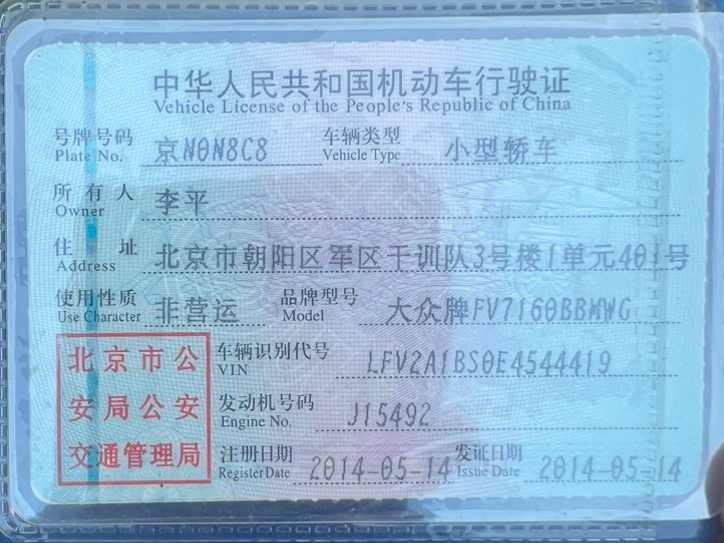 中华人民共和国机动车行驶证
Vehicle License of the People's Republic of China
号牌号码 京N0N8C8 车辆类型 小型轿车
Plate No. Vehicle Type
所有人 李平
Owner
住址 北京市朝阳区军区干训队3号楼1单元401号
Address
使用性质 非营运 品牌型号 大众牌FV7160BBMWG
Use Character Model
北京市公安局公安交通管理局
车辆识别代号 LFV2A1BS0E4544419
VIN
发动机号码 J15492
Engine No.
注册日期 2014-05-14 发证日期 2014-05-14
Register Date Issue Date